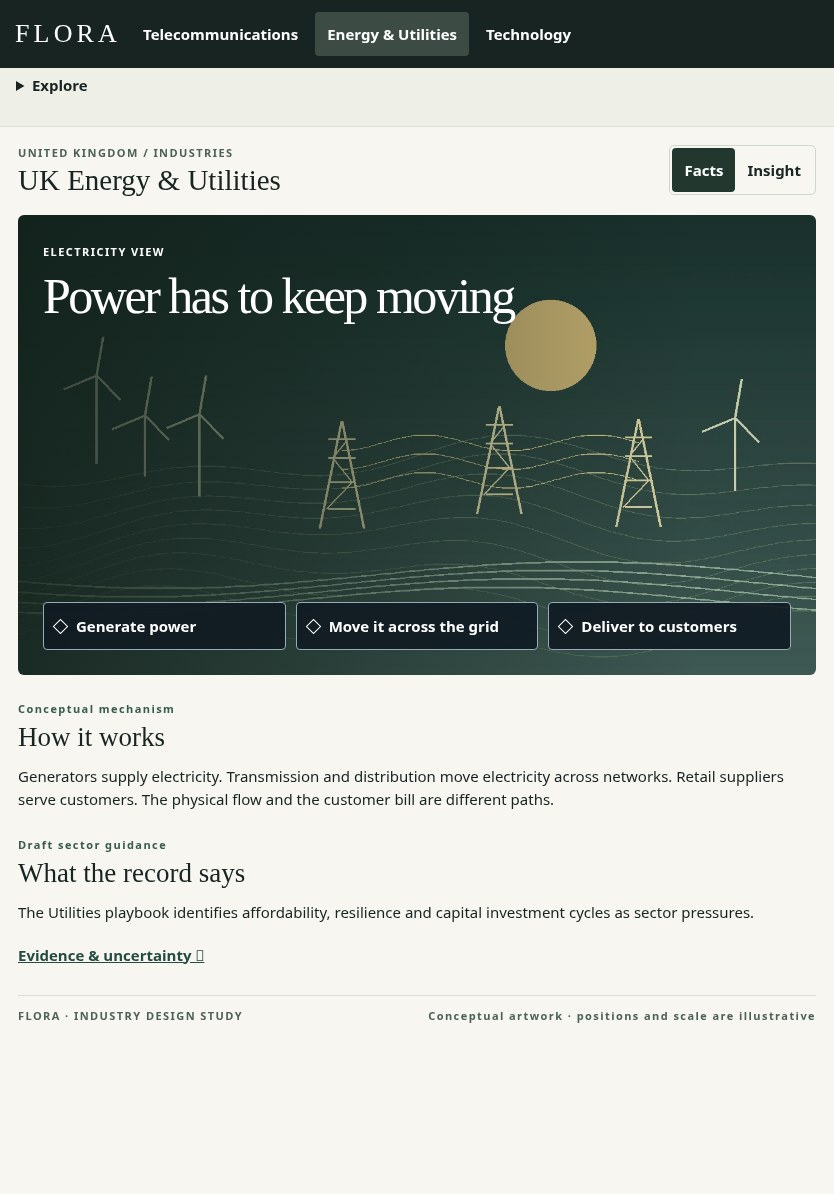 FLORA
Telecommunications
Energy & Utilities
Technology
Explore
UNITED KINGDOM / INDUSTRIES
UK Energy & Utilities
Facts
Insight
ELECTRICITY VIEW
Power has to keep moving
Generate power
Move it across the grid
Deliver to customers
Conceptual mechanism
How it works
Generators supply electricity. Transmission and distribution move electricity across networks. Retail suppliers
serve customers. The physical flow and the customer bill are different paths.
Draft sector guidance
What the record says
The Utilities playbook identifies affordability, resilience and capital investment cycles as sector pressures.
Evidence & uncertainty
FLORA · INDUSTRY DESIGN STUDY
Conceptual artwork · positions and scale are illustrative